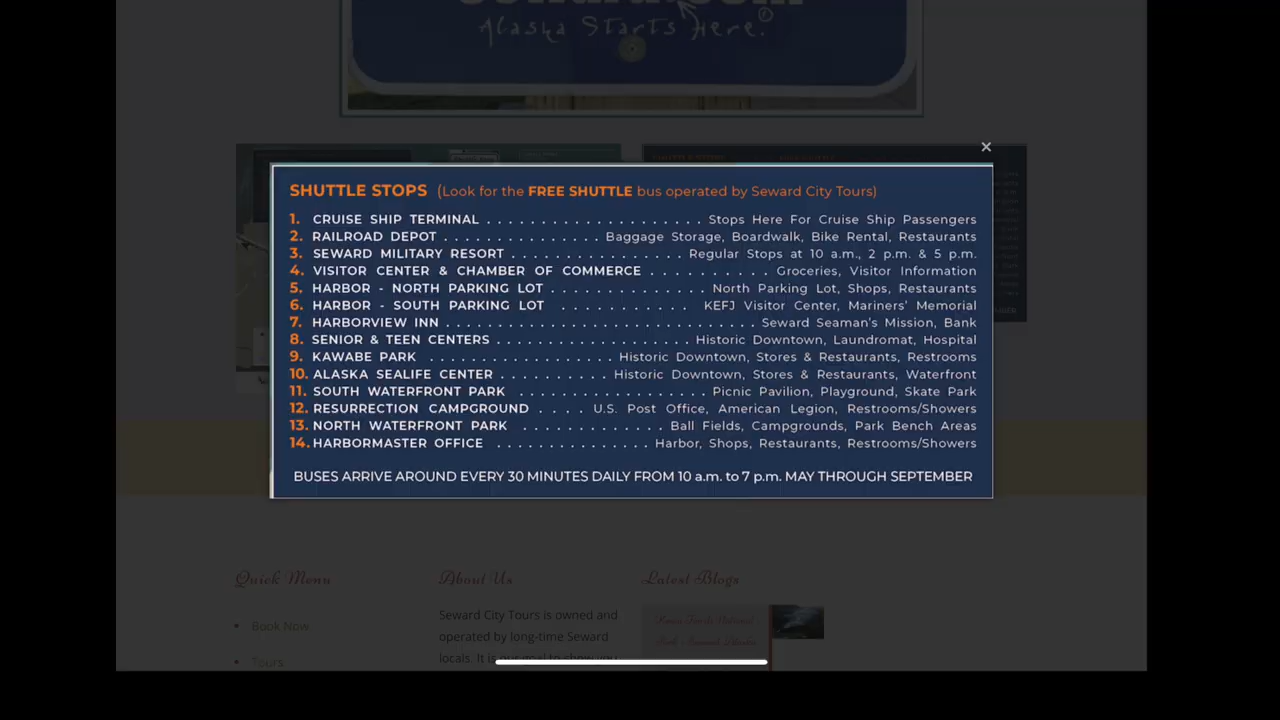 Alaska Starts Here.
SHUTTLE STOPS (Look for the FREE SHUTTLE bus operated by Seward City Tours)
1. CRUISE SHIP TERMINAL . . . . . . . . . . . . . . . . . . . . . Stops Here For Cruise Ship Passengers
2. RAILROAD DEPOT . . . . . . . . . . . . . . . Baggage Storage, Boardwalk, Bike Rental, Restaurants
3. SEWARD MILITARY RESORT . . . . . . . . . . . . . . . . . Regular Stops at 10 a.m., 2 p.m. & 5 p.m.
4. VISITOR CENTER & CHAMBER OF COMMERCE . . . . . . . . . . Groceries, Visitor Information
5. HARBOR - NORTH PARKING LOT . . . . . . . . . . . . . . . North Parking Lot, Shops, Restaurants
6. HARBOR - SOUTH PARKING LOT . . . . . . . . . . . . KEFJ Visitor Center, Mariners' Memorial
7. HARBORVIEW INN . . . . . . . . . . . . . . . . . . . . . . . . . . . . . . Seward Seaman's Mission, Bank
8. SENIOR & TEEN CENTERS . . . . . . . . . . . . . . . . . . . Historic Downtown, Laundromat, Hospital
9. KAWABE PARK . . . . . . . . . . . . . . . . . . Historic Downtown, Stores & Restaurants, Restrooms
10. ALASKA SEALIFE CENTER . . . . . . . . . . Historic Downtown, Stores & Restaurants, Waterfront
11. SOUTH WATERFRONT PARK . . . . . . . . . . . . . . . . . . Picnic Pavilion, Playground, Skate Park
12. RESURRECTION CAMPGROUND . . . . U.S. Post Office, American Legion, Restrooms/Showers
13. NORTH WATERFRONT PARK . . . . . . . . . . . . . . Ball Fields, Campgrounds, Park Bench Areas
14. HARBORMASTER OFFICE . . . . . . . . . . . . . . . Harbor, Shops, Restaurants, Restrooms/Showers
BUSES ARRIVE AROUND EVERY 30 MINUTES DAILY FROM 10 a.m. to 7 p.m. MAY THROUGH SEPTEMBER
Quick Menu
Book Now
Tours
About Us
Seward City Tours is owned and
operated by long-time Seward
locals. It is our goal to show you
Latest Blogs